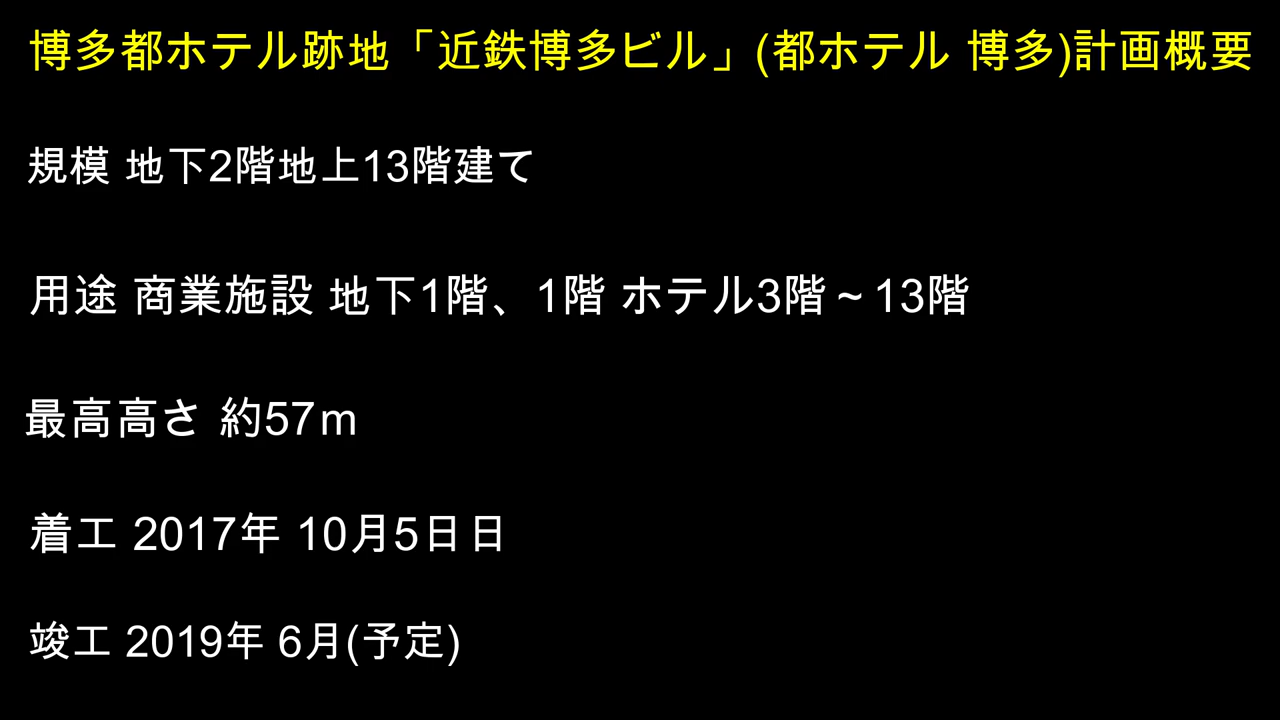 博多都ホテル跡地「近鉄博多ビル」(都ホテル 博多)計画概要
規模 地下2階地上13階建て
用途 商業施設 地下1階、1階 ホテル3階～13階
最高高さ 約57ｍ
着工 2017年 10月5日日
竣工 2019年 6月(予定)